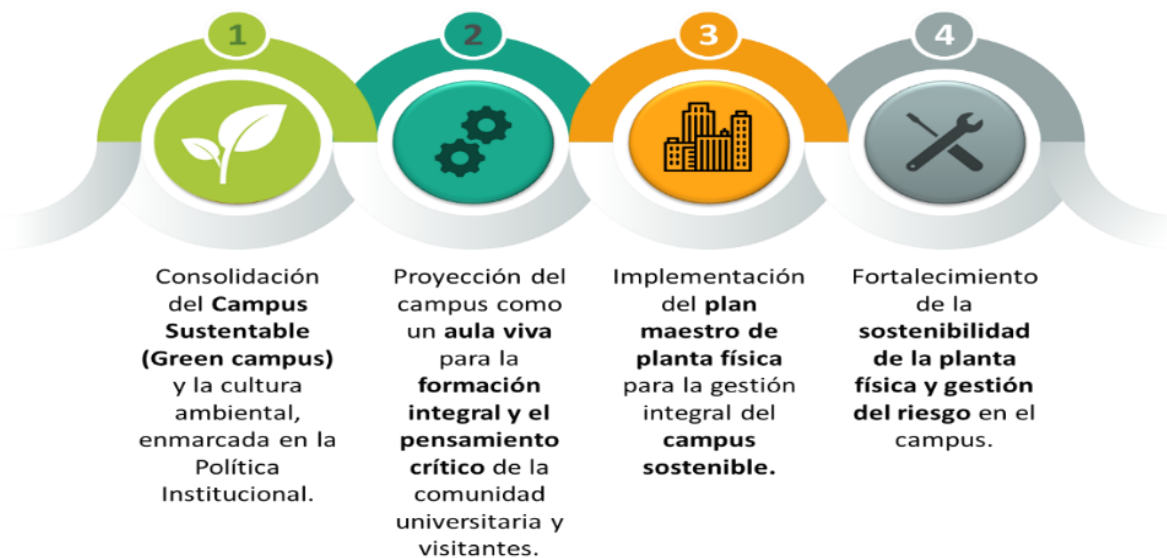 1
Consolidación
del Campus
Sustentable
(Green campus)
y la cultura
ambiental,
enmarcada en la
Política
Institucional.
2
Proyección del
campus como
un aula viva
para la
formación
integral y el
pensamiento
crítico de la
comunidad
universitaria y
visitantes.
3
Implementación
del plan
maestro de
planta física
para la gestión
integral del
campus
sostenible.
4
Fortalecimiento
de la
sostenibilidad
de la planta
física y gestión
del riesgo en el
campus.